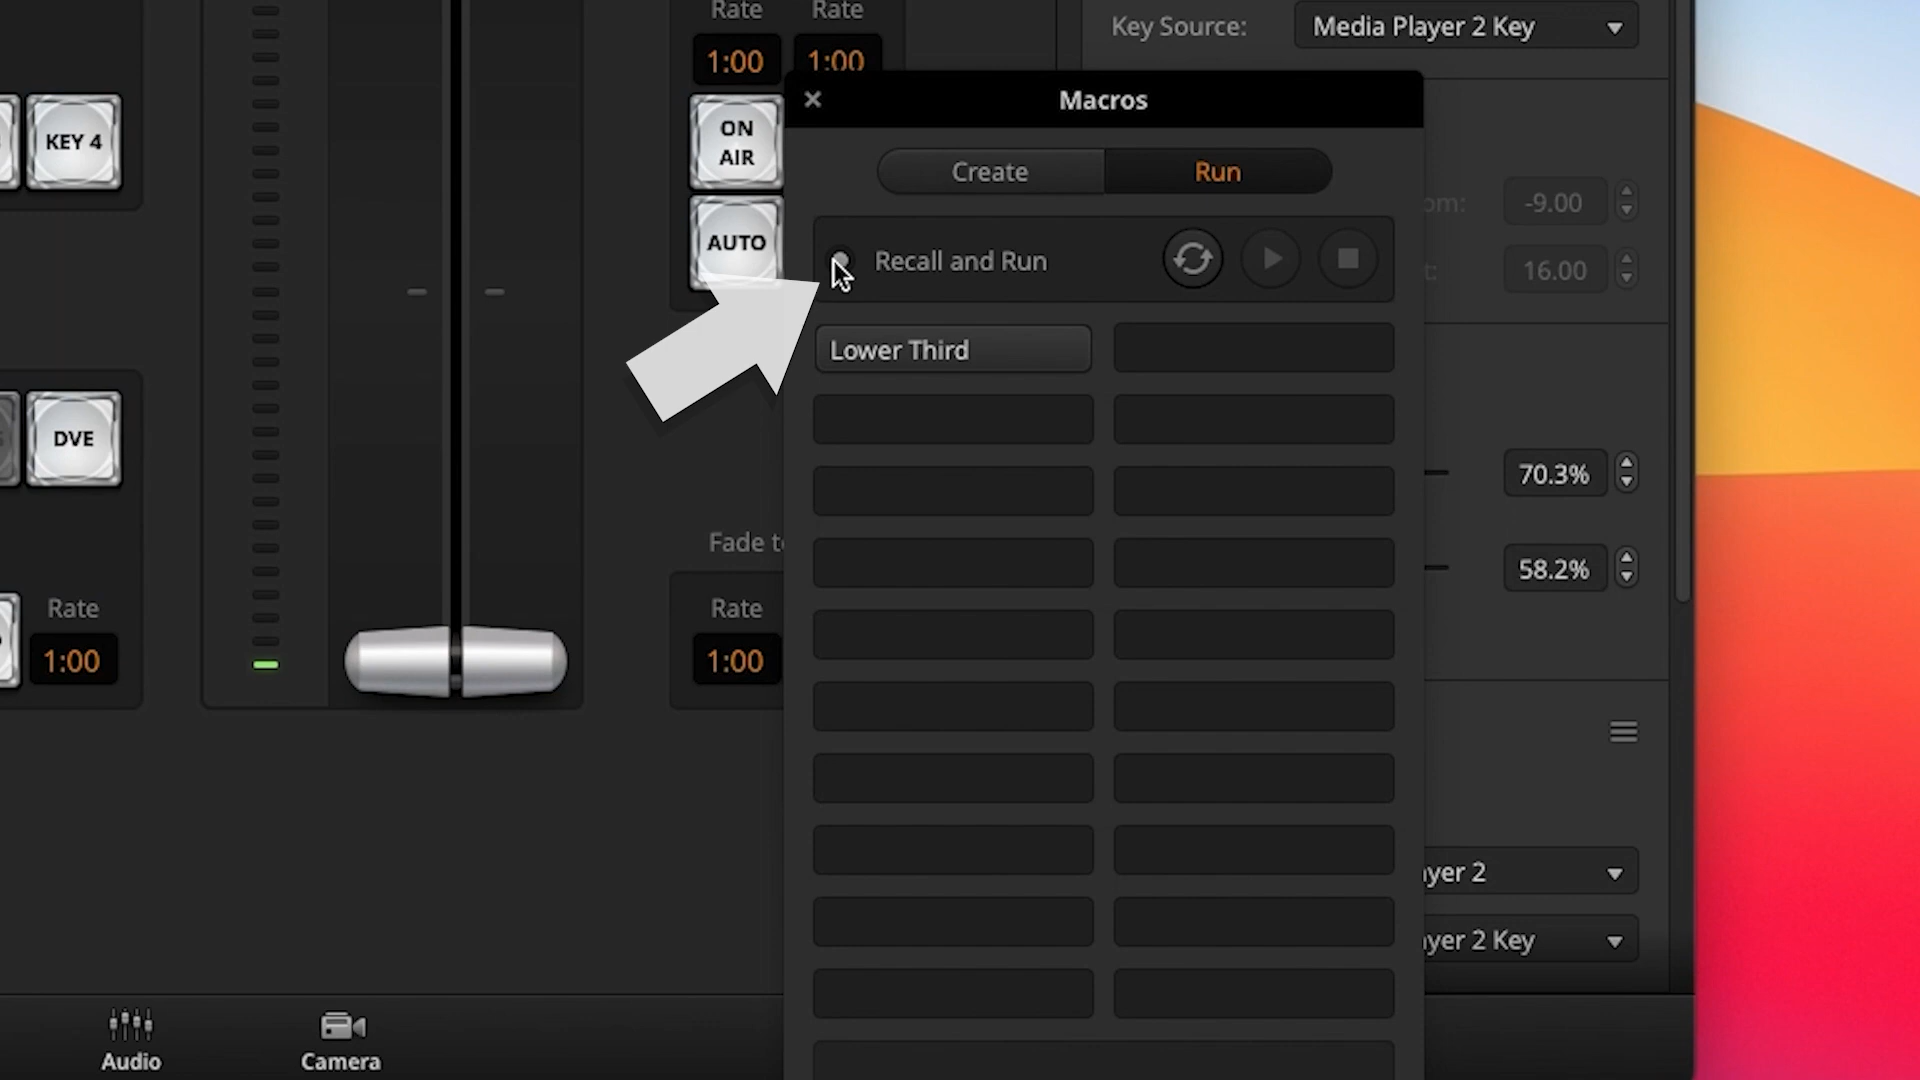 Rate
Rate
Key Source:
Media Player 2 Key
1:00
1:00
Macros
KEY 4
ON
AIR
Create
Run
om:
-9.00
AUTO
Recall and Run
t:
16.00
Lower Third
DVE
70.3%
Fade to
58.2%
Rate
Rate
1:00
1:00
yer 2
yer 2 Key
Audio
Camera